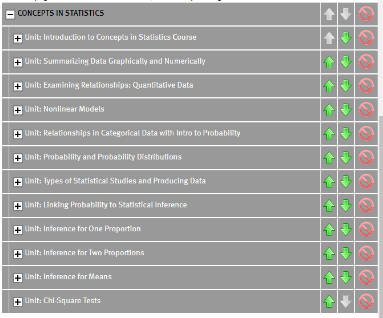 CONCEPTS IN STATISTICS
Unit: Introduction to Concepts in Statistics Course
Unit: Summarizing Data Graphically and Numerically
Unit: Examining Relationships: Quantitative Data
Unit: Nonlinear Models
Unit: Relationships in Categorical Data with Intro to Probability
Unit: Probability and Probability Distributions
Unit: Types of Statistical Studies and Producing Data
Unit: Linking Probability to Statistical Inference
Unit: Inference for One Proportion
Unit: Inference for Two Proportions
Unit: Inference for Means
Unit: Chi-Square Tests